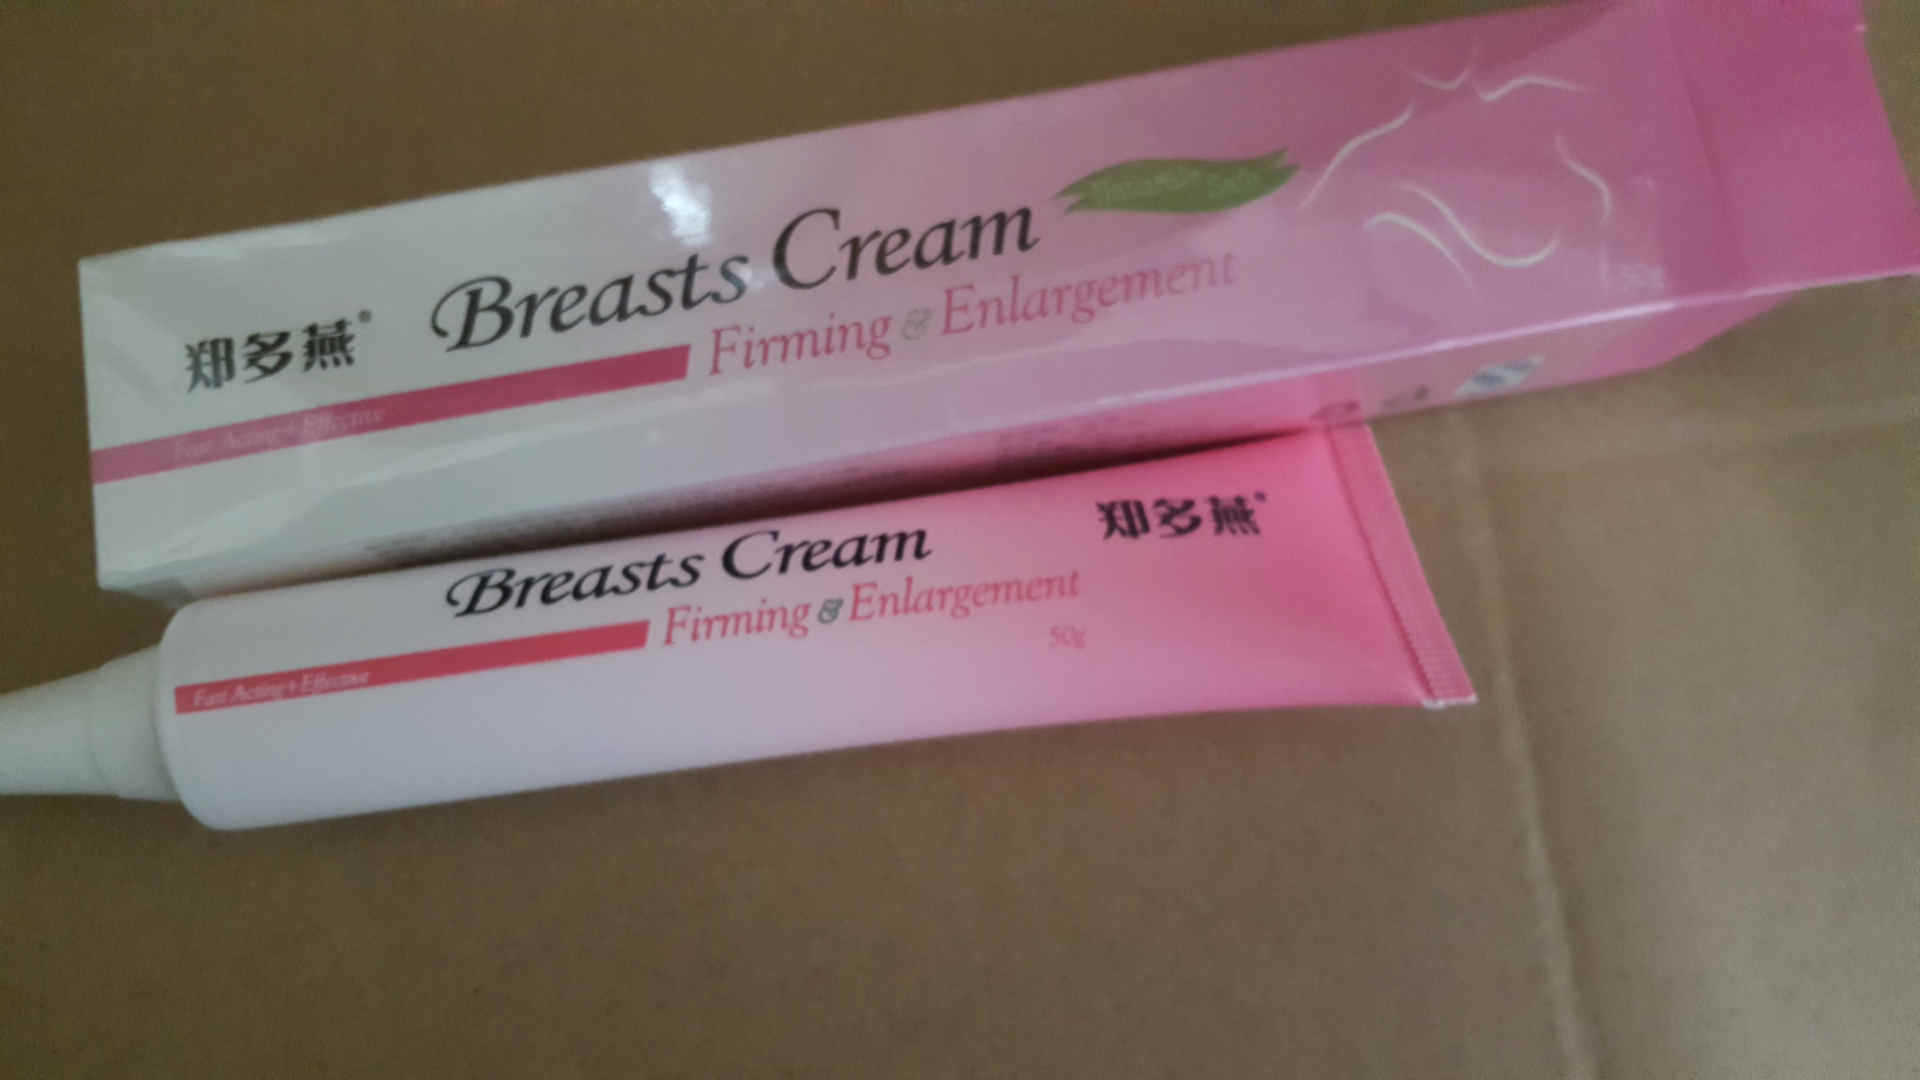 郑多燕®
Breasts Cream
Firming & Enlargement
Fast Acting+Effective
Breasts Cream
郑多燕®
Firming & Enlargement
50g
Fast Acting+Effective